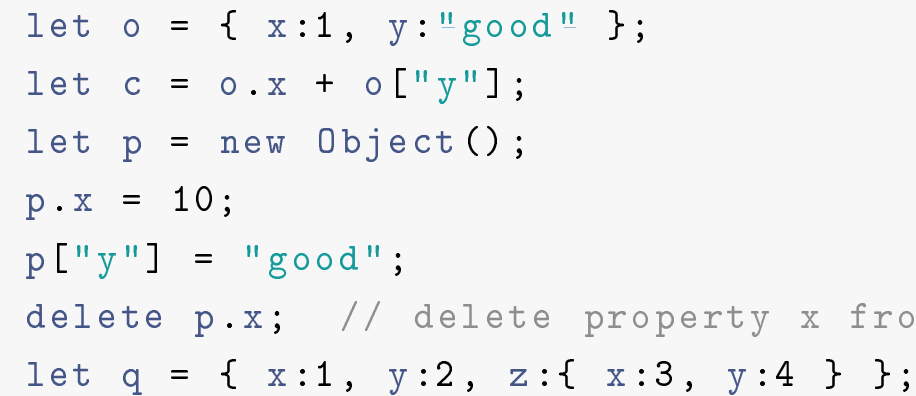 let o = { x:1, y:"good" };
let c = o.x + o["y"];
let p = new Object();
p.x = 10;
p["y"] = "good";
delete p.x; // delete property x fro
let q = { x:1, y:2, z:{ x:3, y:4 } };